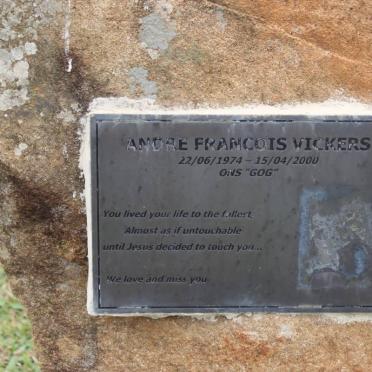 ANDRE FRANCOIS VICKERS
22/06/1974 - 15/04/2000
ONS "GOG"
You lived your life to the fullest,
Almost as if untouchable
until Jesus decided to touch you...
We love and miss you